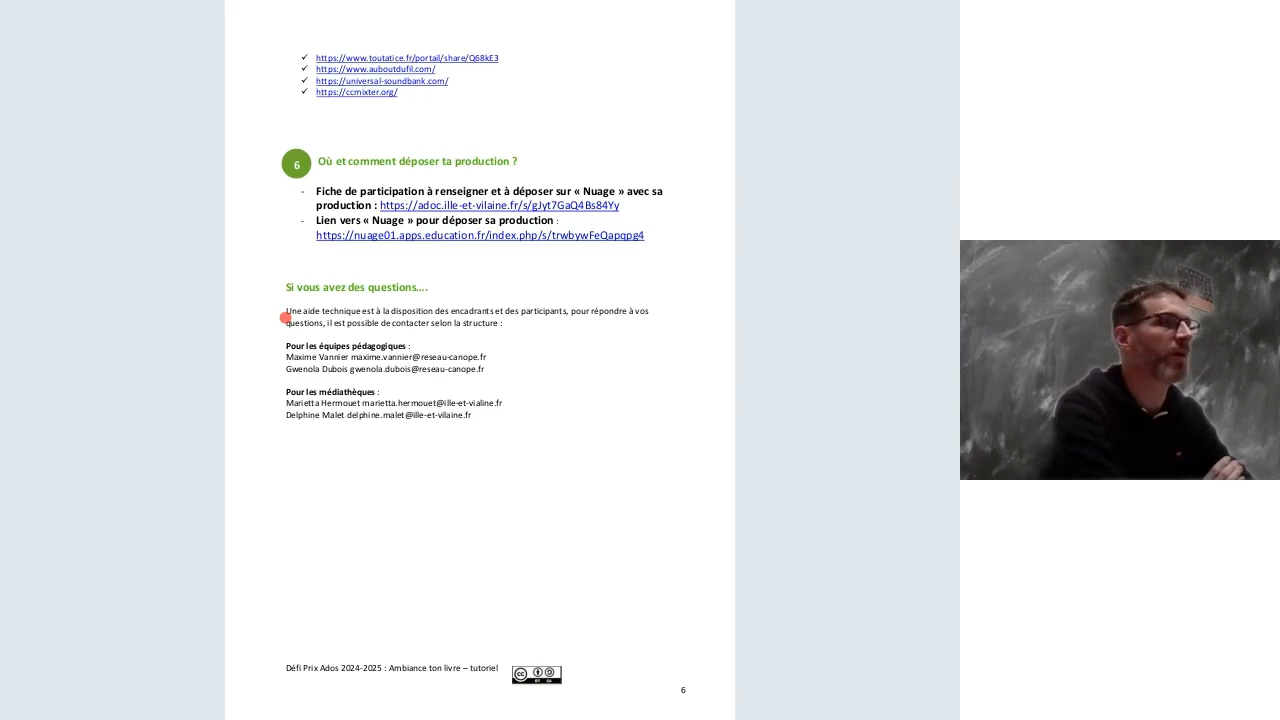 ✓ https://www.toutatice.fr/portail/share/Q68kE3
✓ https://www.auboutdufil.com/
✓ https://universal-soundbank.com/
✓ https://ccmixter.org/
6 Où et comment déposer ta production ?
- Fiche de participation à renseigner et à déposer sur « Nuage » avec sa
production : https://adoc.ille-et-vilaine.fr/s/gJyt7GaQ4Bs84Yy
- Lien vers « Nuage » pour déposer sa production :
https://nuage01.apps.education.fr/index.php/s/trwbywFeQapqpg4
Si vous avez des questions....
Une aide technique est à la disposition des encadrants et des participants, pour répondre à vos
questions, il est possible de contacter selon la structure :
Pour les équipes pédagogiques :
Maxime Vannier maxime.vannier@reseau-canope.fr
Gwenola Dubois gwenola.dubois@reseau-canope.fr
Pour les médiathèques :
Marietta Hermouet marietta.hermouet@ille-et-vialine.fr
Delphine Malet delphine.malet@ille-et-vilaine.fr
Défi Prix Ados 2024-2025 : Ambiance ton livre – tutoriel
cc BY SA
6